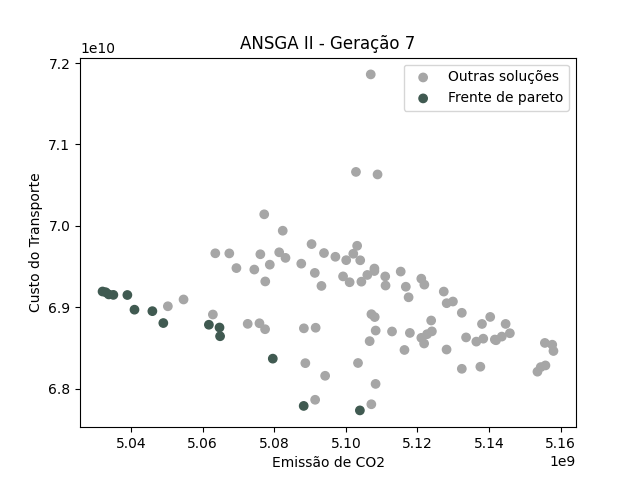 ANSGA II - Geração 7
1e10
7.2
7.1
7.0
6.9
6.8
Custo do Transporte
Outras soluções
Frente de pareto
5.04 5.06 5.08 5.10 5.12 5.14 5.16
1e9
Emissão de CO2